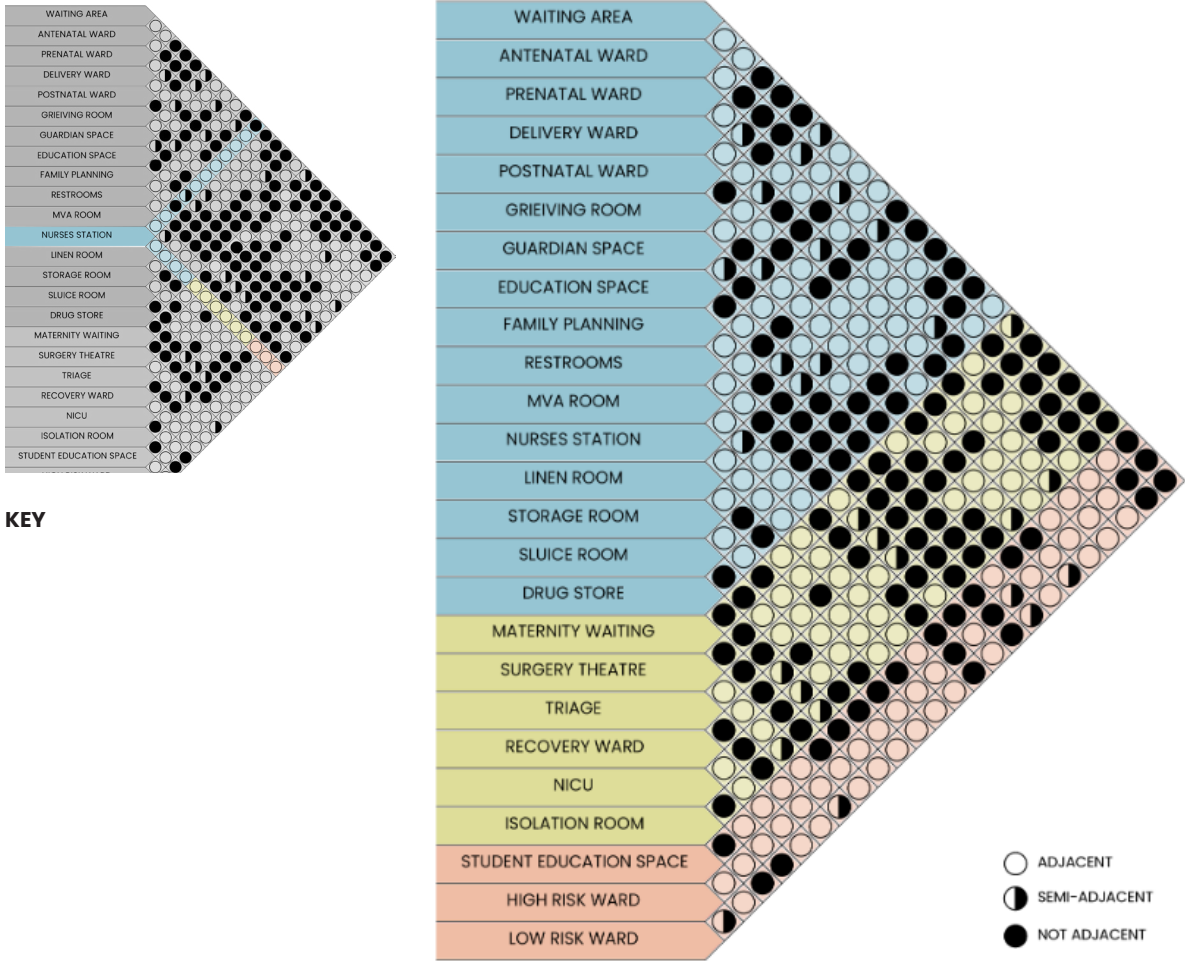 WAITING AREA
ANTENATAL WARD
PRENATAL WARD
DELIVERY WARD
POSTNATAL WARD
GRIEIVING ROOM
GUARDIAN SPACE
EDUCATION SPACE
FAMILY PLANNING
RESTROOMS
MVA ROOM
NURSES STATION
LINEN ROOM
STORAGE ROOM
SLUICE ROOM
DRUG STORE
MATERNITY WAITING
SURGERY THEATRE
TRIAGE
RECOVERY WARD
NICU
ISOLATION ROOM
STUDENT EDUCATION SPACE
KEY
WAITING AREA
ANTENATAL WARD
PRENATAL WARD
DELIVERY WARD
POSTNATAL WARD
GRIEIVING ROOM
GUARDIAN SPACE
EDUCATION SPACE
FAMILY PLANNING
RESTROOMS
MVA ROOM
NURSES STATION
LINEN ROOM
STORAGE ROOM
SLUICE ROOM
DRUG STORE
MATERNITY WAITING
SURGERY THEATRE
TRIAGE
RECOVERY WARD
NICU
ISOLATION ROOM
STUDENT EDUCATION SPACE
HIGH RISK WARD
LOW RISK WARD
ADJACENT
SEMI-ADJACENT
NOT ADJACENT